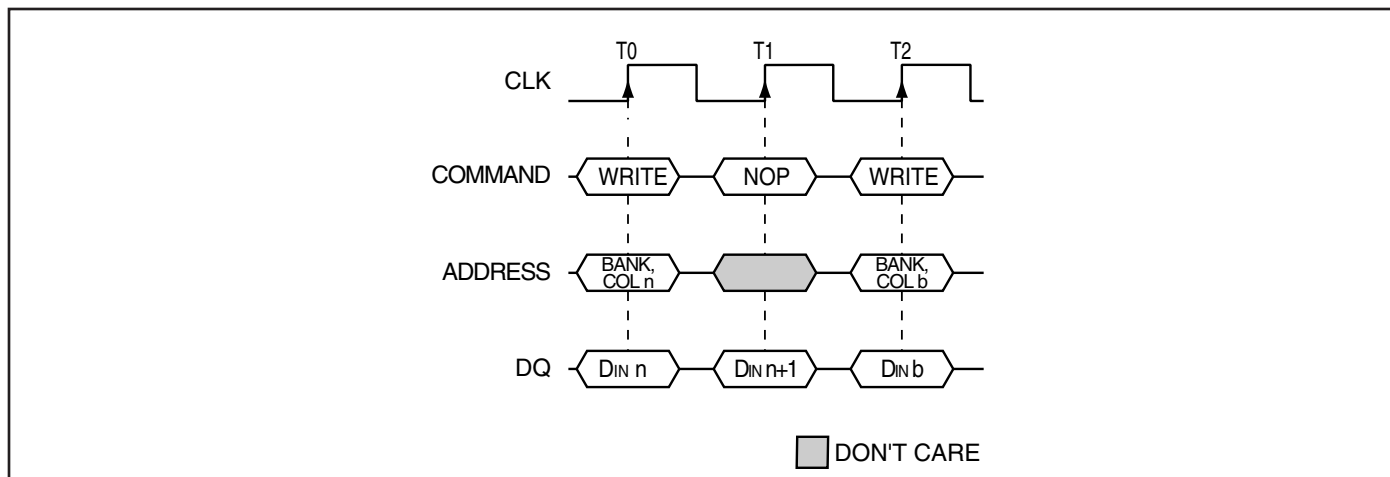 T0 T1 T2
CLK
COMMAND WRITE NOP WRITE
ADDRESS BANK, COL n BANK, COL b
DQ DIN n DIN n+1 DIN b
DON'T CARE